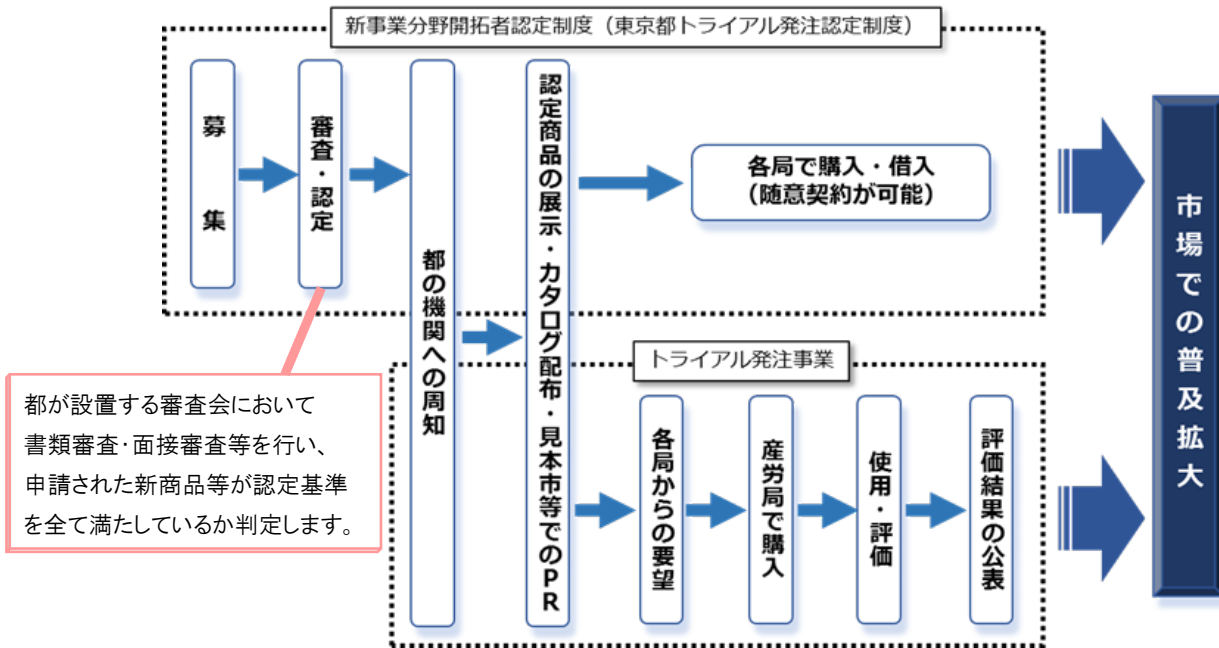 新事業分野開拓者認定制度（東京都トライアル発注認定制度）
募集
審査・認定
都の機関への周知
認定商品の展示・カタログ配布・見本市等でのPR
各局で購入・借入
（随意契約が可能）
トライアル発注事業
各局からの要望
産労局で購入
使用・評価
評価結果の公表
市場での普及拡大
都が設置する審査会において
書類審査・面接審査等を行い、
申請された新商品等が認定基準
を全て満たしているか判定します。